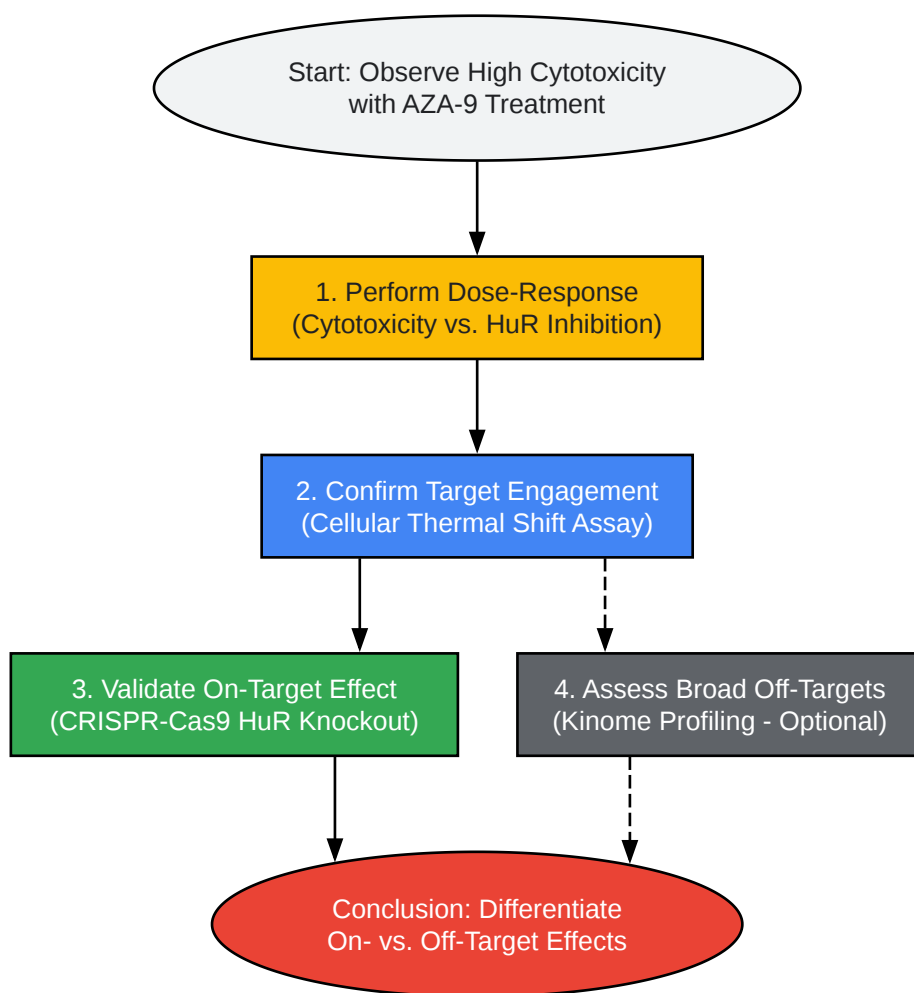 Start: Observe High Cytotoxicity
with AZA-9 Treatment
1. Perform Dose-Response
(Cytotoxicity vs. HuR Inhibition)
2. Confirm Target Engagement
(Cellular Thermal Shift Assay)
3. Validate On-Target Effect
(CRISPR-Cas9 HuR Knockout)
4. Assess Broad Off-Targets
(Kinome Profiling - Optional)
Conclusion: Differentiate
On- vs. Off-Target Effects